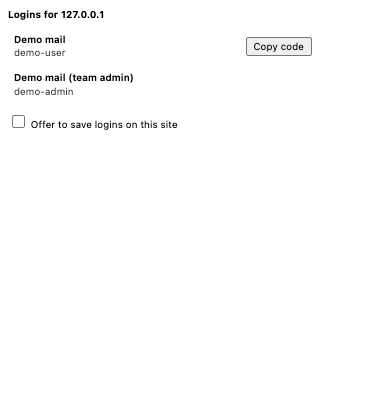 Logins for 127.0.0.1
Demo mail
demo-user
Copy code
Demo mail (team admin)
demo-admin
Offer to save logins on this site